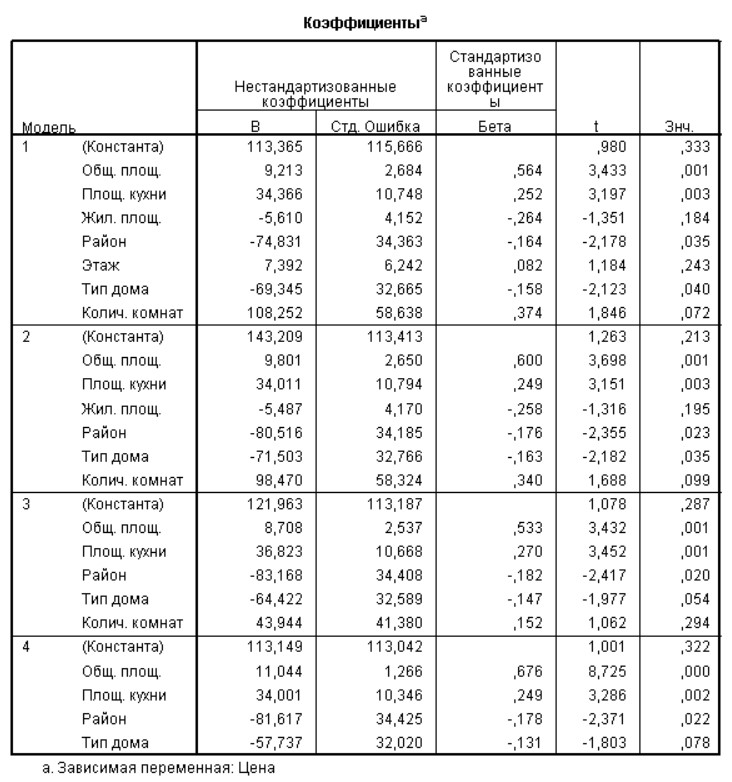 Коэффициентыa
Нестандартизованные коэффициенты Стандартизо ванные коэффициент ы
Модель B Стд. Ошибка Бета t Знч.
1 (Константа) 113,365 115,666 ,980 ,333
Общ. площ. 9,213 2,684 ,564 3,433 ,001
Площ. кухни 34,366 10,748 ,252 3,197 ,003
Жил. площ. -5,610 4,152 -,264 -1,351 ,184
Район -74,831 34,363 -,164 -2,178 ,035
Этаж 7,392 6,242 ,082 1,184 ,243
Тип дома -69,345 32,665 -,158 -2,123 ,040
Колич. комнат 108,252 58,638 ,374 1,846 ,072
2 (Константа) 143,209 113,413 1,263 ,213
Общ. площ. 9,801 2,650 ,600 3,698 ,001
Площ. кухни 34,011 10,794 ,249 3,151 ,003
Жил. площ. -5,487 4,170 -,258 -1,316 ,195
Район -80,516 34,185 -,176 -2,355 ,023
Тип дома -71,503 32,766 -,163 -2,182 ,035
Колич. комнат 98,470 58,324 ,340 1,688 ,099
3 (Константа) 121,963 113,187 1,078 ,287
Общ. площ. 8,708 2,537 ,533 3,432 ,001
Площ. кухни 36,823 10,668 ,270 3,452 ,001
Район -83,168 34,408 -,182 -2,417 ,020
Тип дома -64,422 32,589 -,147 -1,977 ,054
Колич. комнат 43,944 41,380 ,152 1,062 ,294
4 (Константа) 113,149 113,042 1,001 ,322
Общ. площ. 11,044 1,266 ,676 8,725 ,000
Площ. кухни 34,001 10,346 ,249 3,286 ,002
Район -81,617 34,425 -,178 -2,371 ,022
Тип дома -57,737 32,020 -,131 -1,803 ,078
a. Зависимая переменная: Цена